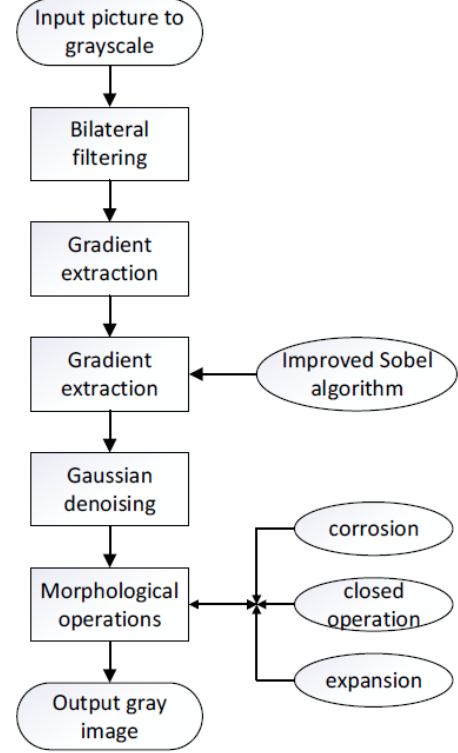 Input picture to
grayscale
Bilateral
filtering
Gradient
extraction
Gradient
extraction
Improved Sobel
algorithm
Gaussian
denoising
corrosion
Morphological
operations
closed
operation
expansion
Output gray
image